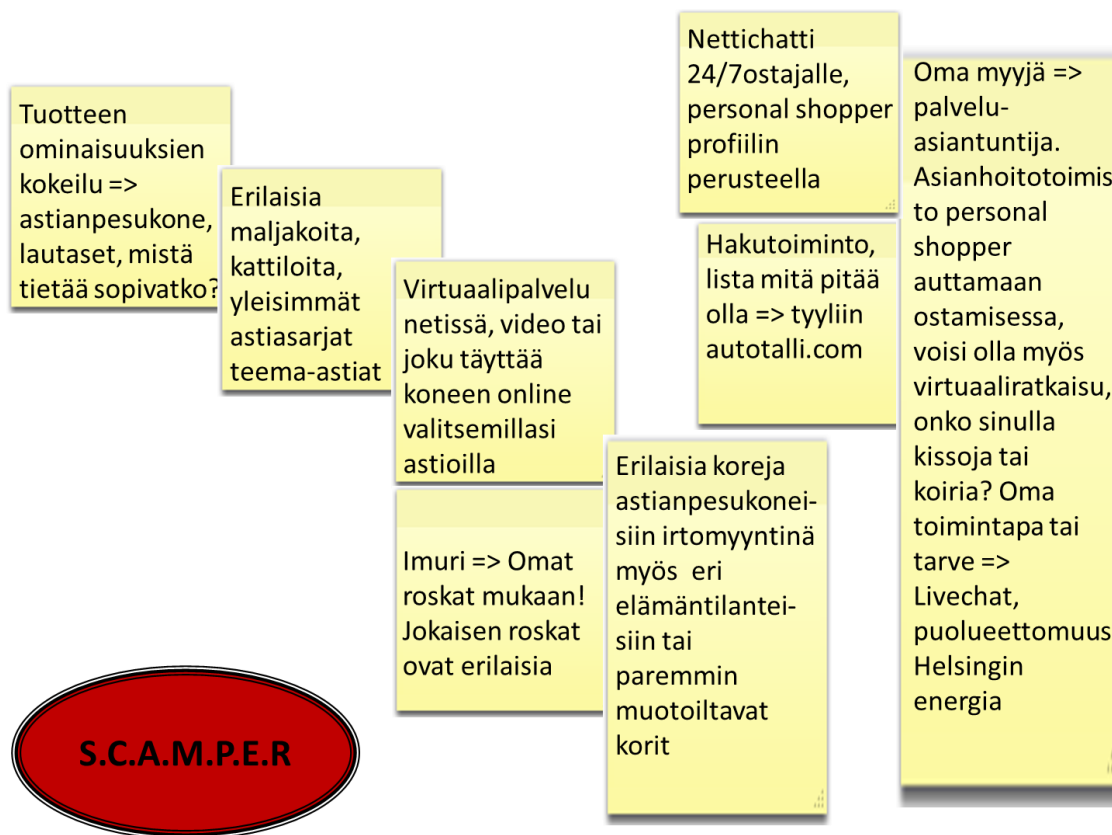 Tuotteen
ominaisuuksien
kokeilu =>
astianpesukone,
lautaset, mistä
tietää sopivatko?
Erilaisia
maljakoita,
kattiloita,
yleisimmät
astiasarjat
teema-astiat
Virtuaalipalvelu
netissä, video tai
joku täyttää
koneen online
valitsemillasi
astioilla
Imuri => Omat
roskat mukaan!
Jokaisen roskat
ovat erilaisia
Erilaisia koreja
astianpesukonei-
siin irtomyyntinä
myös eri
elämäntilantei-
siin tai
paremmin
muotoiltavat
korit
Nettichatti
24/7ostajalle,
personal shopper
profiilin
perusteella
Hakutoiminto,
lista mitä pitää
olla => tyyliin
autotalli.com
Oma myyjä =>
palvelu-
asiantuntija.
Asianhoitotoimis
to personal
shopper
auttamaan
ostamisessa,
voisi olla myös
virtuaaliratkaisu,
onko sinulla
kissoja tai
koiria? Oma
toimintapa tai
tarve =>
Livechat,
puolueettomuus
Helsingin
energia
S.C.A.M.P.E.R